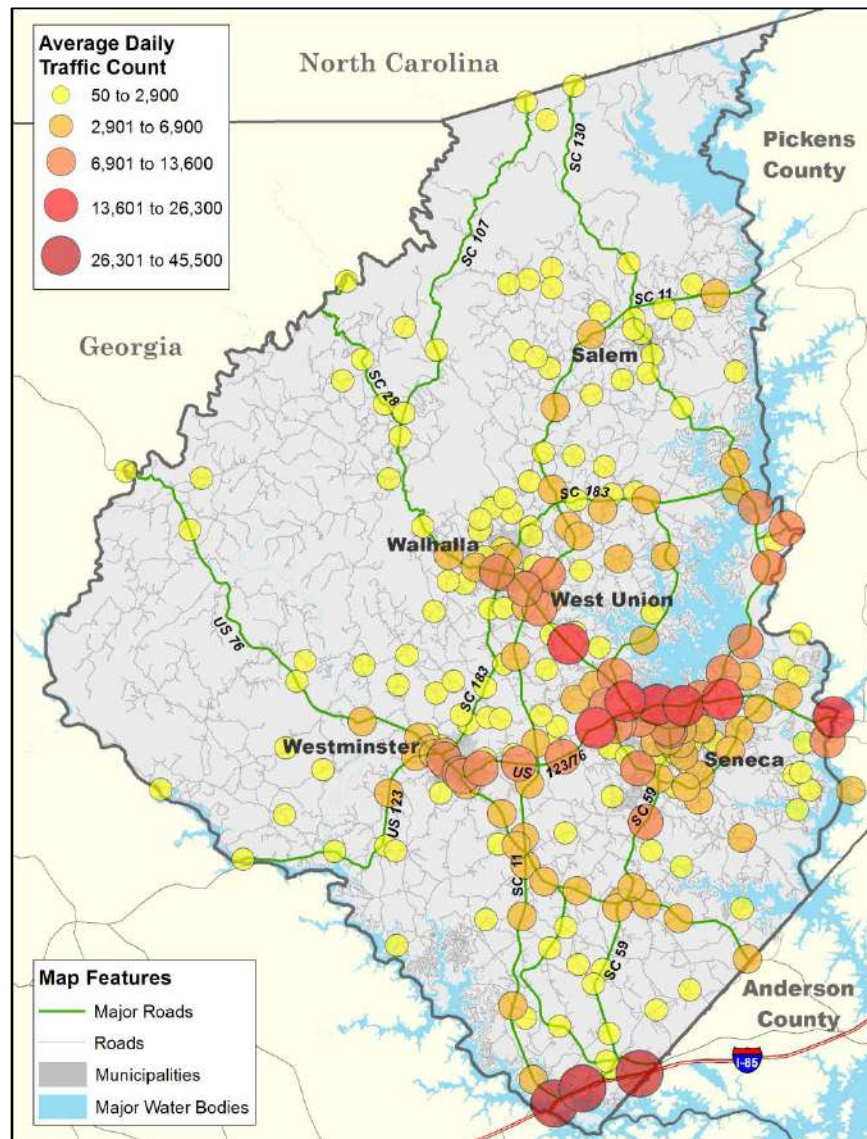 Average Daily
Traffic Count
50 to 2,900
2,901 to 6,900
6,901 to 13,600
13,601 to 26,300
26,301 to 45,500
North Carolina
Pickens
County
SC 130
SC 107
SC 11
Georgia
Salem
SC 28
SC 183
Walhalla
West Union
US 76
SC 183
Westminster
US 123/76
Seneca
US 123
SC 59
SC 11
SC 59
Anderson
County
I-85
Map Features
Major Roads
Roads
Municipalities
Major Water Bodies